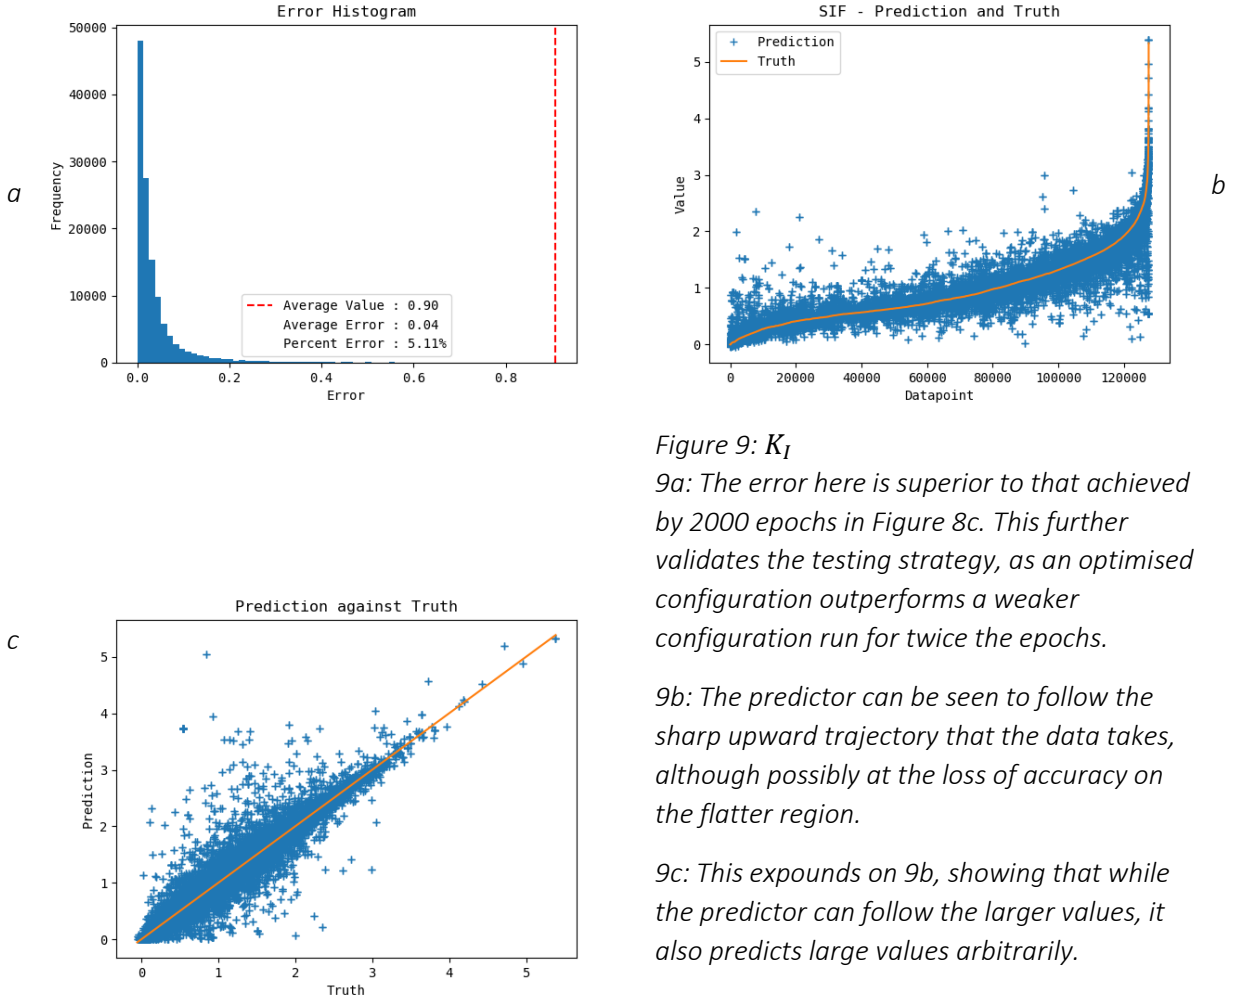 Error Histogram
50000
40000
30000
20000
10000
0
Frequency
Average Value : 0.90
Average Error : 0.04
Percent Error : 5.11%
0.0 0.2 0.4 0.6 0.8
Error
a
SIF - Prediction and Truth
Prediction
Truth
5
4
3
2
1
0
Value
0 20000 40000 60000 80000 100000 120000
Datapoint
b
Figure 9: K_I
9a: The error here is superior to that achieved
by 2000 epochs in Figure 8c. This further
validates the testing strategy, as an optimised
configuration outperforms a weaker
configuration run for twice the epochs.
9b: The predictor can be seen to follow the
sharp upward trajectory that the data takes,
although possibly at the loss of accuracy on
the flatter region.
9c: This expounds on 9b, showing that while
the predictor can follow the larger values, it
also predicts large values arbitrarily.
c
Prediction against Truth
5
4
3
2
1
0
Prediction
0 1 2 3 4 5
Truth